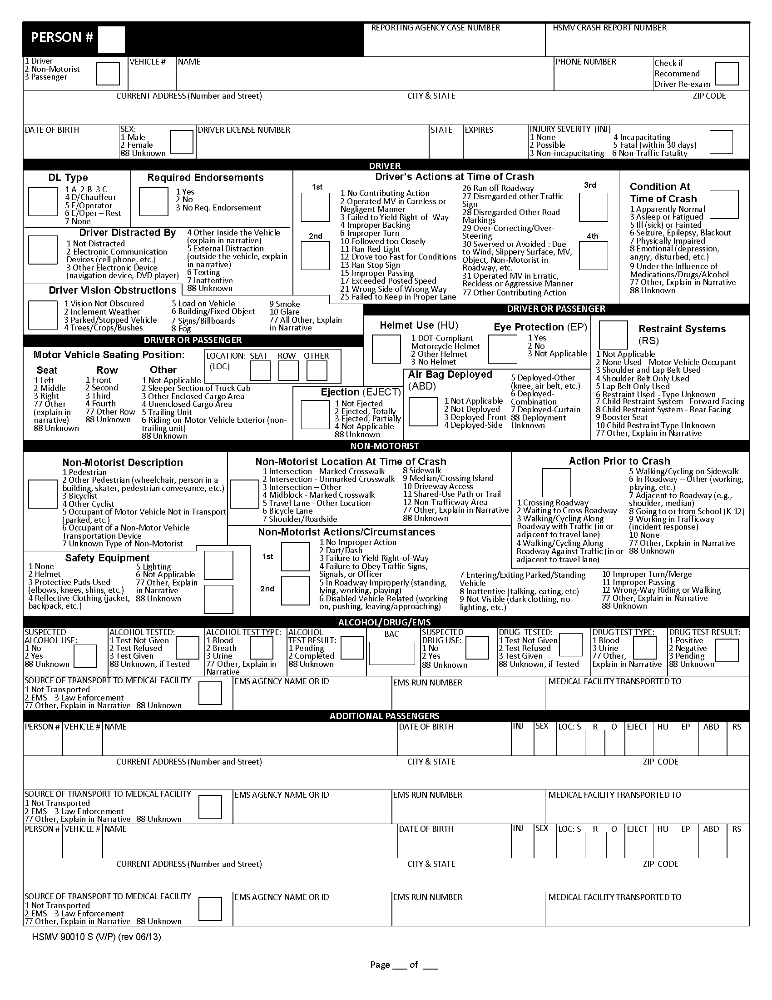 PERSON #
REPORTING AGENCY CASE NUMBER
HSMV CRASH REPORT NUMBER
1 Driver
2 Non-Motorist
3 Passenger
VEHICLE #
NAME
PHONE NUMBER
Check if
Recommend
Driver Re-exam
CURRENT ADDRESS (Number and Street)
CITY & STATE
ZIP CODE
DATE OF BIRTH
SEX:
1 Male
2 Female
88 Unknown
DRIVER LICENSE NUMBER
STATE
EXPIRES
INJURY SEVERITY (INJ)
1 None
2 Possible
3 Non-incapacitating
4 Incapacitating
5 Fatal (within 30 days)
6 Non-Traffic Fatality
DRIVER
DL Type
1 A 2 B 3 C
4 D/Chauffeur
5 E/Operator
6 E/Oper – Rest
7 None
Required Endorsements
1 Yes
2 No
3 No Req. Endorsement
Driver Distracted By
1 Not Distracted
2 Electronic Communication
Devices (cell phone, etc.)
3 Other Electronic Device
(navigation device, DVD player)
4 Other Inside the Vehicle
(explain in narrative)
5 External Distraction
(outside the vehicle, explain
in narrative)
6 Texting
7 Inattentive
88 Unknown
Driver Vision Obstructions
1 Vision Not Obscured
2 Inclement Weather
3 Parked/Stopped Vehicle
4 Trees/Crops/Bushes
5 Load on Vehicle
6 Building/Fixed Object
7 Signs/Billboards
8 Fog
9 Smoke
10 Glare
77 All Other, Explain
in Narrative
Driver's Actions at Time of Crash
1st
2nd
1 No Contributing Action
2 Operated MV in Careless or
Negligent Manner
3 Failed to Yield Right-of- Way
4 Improper Backing
6 Improper Turn
10 Followed too Closely
11 Ran Red Light
12 Drove too Fast for Conditions
13 Ran Stop Sign
15 Improper Passing
17 Exceeded Posted Speed
21 Wrong Side of Wrong Way
25 Failed to Keep in Proper Lane
26 Ran off Roadway
27 Disregarded other Traffic
Sign
28 Disregarded Other Road
Markings
29 Over-Correcting/Over-
Steering
30 Swerved or Avoided : Due
to Wind, Slippery Surface, MV,
Object, Non-Motorist in
Roadway, etc.
31 Operated MV in Erratic,
Reckless or Aggressive Manner
77 Other Contributing Action
3rd
4th
Condition At
Time of Crash
1 Apparently Normal
3 Asleep or Fatigued
5 Ill (sick) or Fainted
6 Seizure, Epilepsy, Blackout
7 Physically Impaired
8 Emotional (depression,
angry, disturbed, etc.)
9 Under the Influence of
Medications/Drugs/Alcohol
77 Other, Explain in Narrative
88 Unknown
DRIVER OR PASSENGER
Motor Vehicle Seating Position:
LOCATION: SEAT ROW OTHER
(LOC)
Seat
1 Left
2 Middle
3 Right
77 Other
(explain in
narrative)
88 Unknown
Row
1 Front
2 Second
3 Third
4 Fourth
77 Other Row
88 Unknown
Other
1 Not Applicable
2 Sleeper Section of Truck Cab
3 Other Enclosed Cargo Area
4 Unenclosed Cargo Area
5 Trailing Unit
6 Riding on Motor Vehicle Exterior (non-
trailing unit)
88 Unknown
DRIVER OR PASSENGER
Helmet Use (HU)
1 DOT-Compliant
Motorcycle Helmet
2 Other Helmet
3 No Helmet
Eye Protection (EP)
1 Yes
2 No
3 Not Applicable
Restraint Systems
(RS)
1 Not Applicable
2 None Used - Motor Vehicle Occupant
3 Shoulder and Lap Belt Used
4 Shoulder Belt Only Used
5 Lap Belt Only Used
6 Restraint Used - Type Unknown
7 Child Restraint System - Forward Facing
8 Child Restraint System - Rear Facing
9 Booster Seat
10 Child Restraint Type Unknown
77 Other, Explain in Narrative
Ejection (EJECT)
1 Not Ejected
2 Ejected, Totally
3 Ejected, Partially
4 Not Applicable
88 Unknown
Air Bag Deployed
(ABD)
1 Not Applicable
2 Not Deployed
3 Deployed-Front
4 Deployed-Side
5 Deployed-Other
(knee, air belt, etc.)
6 Deployed-
Combination
7 Deployed-Curtain
88 Deployment
Unknown
NON-MOTORIST
Non-Motorist Description
1 Pedestrian
2 Other Pedestrian (wheelchair, person in a
building, skater, pedestrian conveyance, etc.)
3 Bicyclist
4 Other Cyclist
5 Occupant of Motor Vehicle Not in Transport
(parked, etc.)
6 Occupant of a Non-Motor Vehicle
Transportation Device
7 Unknown Type of Non-Motorist
Non-Motorist Location At Time of Crash
1 Intersection - Marked Crosswalk
2 Intersection - Unmarked Crosswalk
3 Intersection – Other
4 Midblock - Marked Crosswalk
5 Travel Lane - Other Location
6 Bicycle Lane
7 Shoulder/Roadside
8 Sidewalk
9 Median/Crossing Island
10 Driveway Access
11 Shared-Use Path or Trail
12 Non-Trafficway Area
77 Other, Explain in Narrative
88 Unknown
Action Prior to Crash
1 Crossing Roadway
2 Waiting to Cross Roadway
3 Walking/Cycling Along
Roadway with Traffic (in or
adjacent to travel lane)
4 Walking/Cycling Along
Roadway Against Traffic (in or
adjacent to travel lane)
5 Walking/Cycling on Sidewalk
6 In Roadway -- Other (working,
playing, etc.)
7 Adjacent to Roadway (e.g.,
shoulder, median)
8 Going to or from School (K-12)
9 Working in Trafficway
(incident response)
10 None
77 Other, Explain in Narrative
88 Unknown
Safety Equipment
1 None
2 Helmet
3 Protective Pads Used
(elbows, knees, shins, etc.)
4 Reflective Clothing (jacket,
backpack, etc.)
5 Lighting
6 Not Applicable
77 Other, Explain
in Narrative
88 Unknown
Non-Motorist Actions/Circumstances
1st
2nd
1 No Improper Action
2 Dart/Dash
3 Failure to Yield Right-of-Way
4 Failure to Obey Traffic Signs,
Signals, or Officer
5 In Roadway Improperly (standing,
lying, working, playing)
6 Disabled Vehicle Related (working
on, pushing, leaving/approaching)
7 Entering/Exiting Parked/Standing
Vehicle
8 Inattentive (talking, eating, etc)
9 Not Visible (dark clothing, no
lighting, etc.)
10 Improper Turn/Merge
11 Improper Passing
12 Wrong-Way Riding or Walking
77 Other, Explain in Narrative
88 Unknown
ALCOHOL/DRUG/EMS
SUSPECTED
ALCOHOL USE:
1 No
2 Yes
88 Unknown
ALCOHOL TESTED:
1 Test Not Given
2 Test Refused
3 Test Given
88 Unknown, if Tested
ALCOHOL TEST TYPE:
1 Blood
2 Breath
3 Urine
77 Other, Explain in
Narrative
ALCOHOL
TEST RESULT:
1 Pending
2 Completed
88 Unknown
BAC
SUSPECTED
DRUG USE:
1 No
2 Yes
88 Unknown
DRUG TESTED:
1 Test Not Given
2 Test Refused
3 Test Given
88 Unknown, if Tested
DRUG TEST TYPE:
1 Blood
3 Urine
77 Other,
Explain in Narrative
DRUG TEST RESULT:
1 Positive
2 Negative
3 Pending
88 Unknown
SOURCE OF TRANSPORT TO MEDICAL FACILITY
1 Not Transported
2 EMS 3 Law Enforcement
77 Other, Explain in Narrative 88 Unknown
EMS AGENCY NAME OR ID
EMS RUN NUMBER
MEDICAL FACILITY TRANSPORTED TO
ADDITIONAL PASSENGERS
PERSON # VEHICLE # NAME DATE OF BIRTH INJ SEX LOC: S R O EJECT HU EP ABD RS
CURRENT ADDRESS (Number and Street) CITY & STATE ZIP CODE
SOURCE OF TRANSPORT TO MEDICAL FACILITY
1 Not Transported
2 EMS 3 Law Enforcement
77 Other, Explain in Narrative 88 Unknown
EMS AGENCY NAME OR ID
EMS RUN NUMBER
MEDICAL FACILITY TRANSPORTED TO
PERSON # VEHICLE # NAME DATE OF BIRTH INJ SEX LOC: S R O EJECT HU EP ABD RS
CURRENT ADDRESS (Number and Street) CITY & STATE ZIP CODE
SOURCE OF TRANSPORT TO MEDICAL FACILITY
1 Not Transported
2 EMS 3 Law Enforcement
77 Other, Explain in Narrative 88 Unknown
EMS AGENCY NAME OR ID
EMS RUN NUMBER
MEDICAL FACILITY TRANSPORTED TO
HSMV 90010 S (V/P) (rev 06/13)
Page ___ of ___